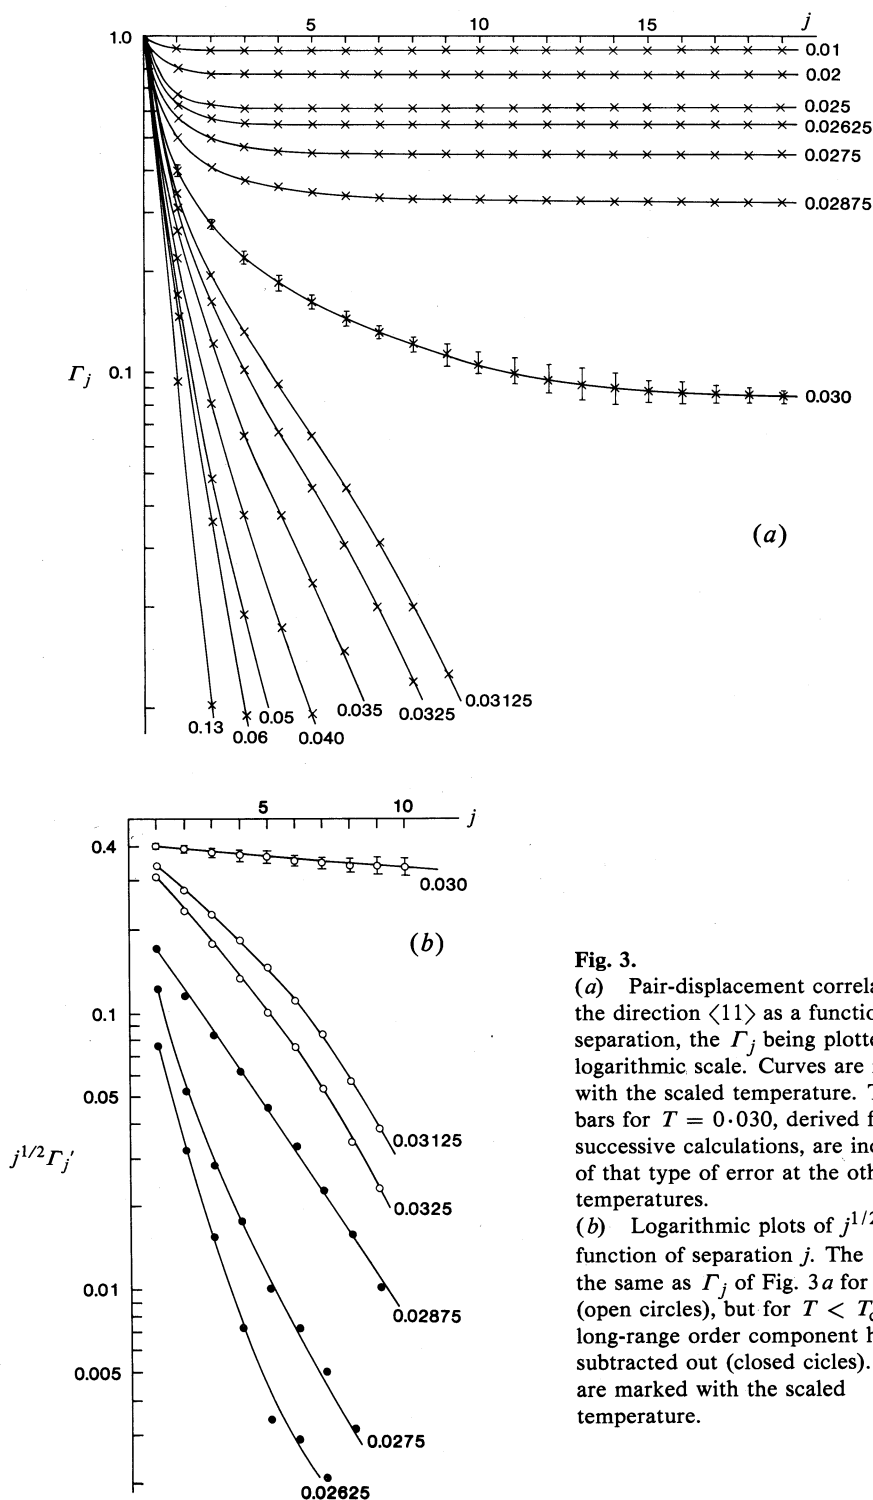 5
10
15
j
1.0
0.01
0.02
0.025
0.02625
0.0275
0.02875
Γj
0.1
0.030
(a)
0.13
0.06
0.05
0.040
0.035
0.0325
0.03125
5
10
j
0.4
0.030
(b)
0.1
0.05
0.03125
j1/2Γj′
0.0325
0.01
0.02875
0.005
0.0275
0.02625
Fig. 3.
(a) Pair-displacement correla
the direction ⟨11⟩ as a functio
separation, the Γj being plotte
logarithmic scale. Curves are
with the scaled temperature.
bars for T = 0·030, derived f
successive calculations, are inc
of that type of error at the oth
temperatures.
(b) Logarithmic plots of j1/2
function of separation j. The
the same as Γj of Fig. 3a for
(open circles), but for T < Tc
long-range order component h
subtracted out (closed cicles).
are marked with the scaled
temperature.